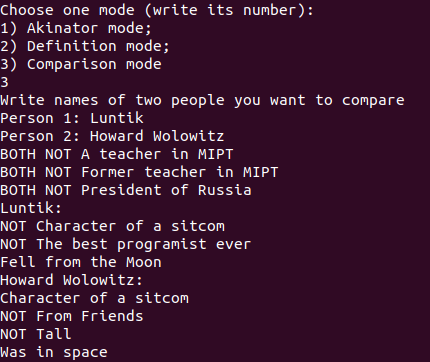 Choose one mode (write its number):
1) Akinator mode;
2) Definition mode;
3) Comparison mode
3
Write names of two people you want to compare
Person 1: Luntik
Person 2: Howard Wolowitz
BOTH NOT A teacher in MIPT
BOTH NOT Former teacher in MIPT
BOTH NOT President of Russia
Luntik:
NOT Character of a sitcom
NOT The best programist ever
Fell from the Moon
Howard Wolowitz:
Character of a sitcom
NOT From Friends
NOT Tall
Was in space